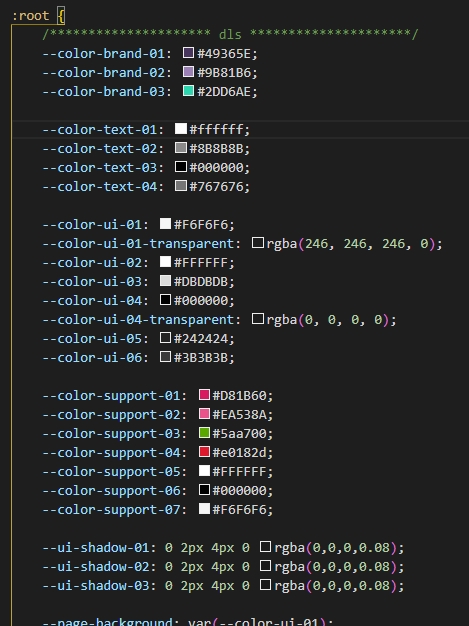 :root {
/********************* dls *********************/
--color-brand-01: #49365E;
--color-brand-02: #9B81B6;
--color-brand-03: #2DD6AE;
--color-text-01: #ffffff;
--color-text-02: #8B8B8B;
--color-text-03: #000000;
--color-text-04: #767676;
--color-ui-01: #F6F6F6;
--color-ui-01-transparent: rgba(246, 246, 246, 0);
--color-ui-02: #FFFFFF;
--color-ui-03: #DBDBDB;
--color-ui-04: #000000;
--color-ui-04-transparent: rgba(0, 0, 0, 0);
--color-ui-05: #242424;
--color-ui-06: #3B3B3B;
--color-support-01: #D81B60;
--color-support-02: #EA538A;
--color-support-03: #5aa700;
--color-support-04: #e0182d;
--color-support-05: #FFFFFF;
--color-support-06: #000000;
--color-support-07: #F6F6F6;
--ui-shadow-01: 0 2px 4px 0 rgba(0,0,0,0.08);
--ui-shadow-02: 0 2px 4px 0 rgba(0,0,0,0.08);
--ui-shadow-03: 0 2px 4px 0 rgba(0,0,0,0.08);
--page-background: var(--color-ui-01);